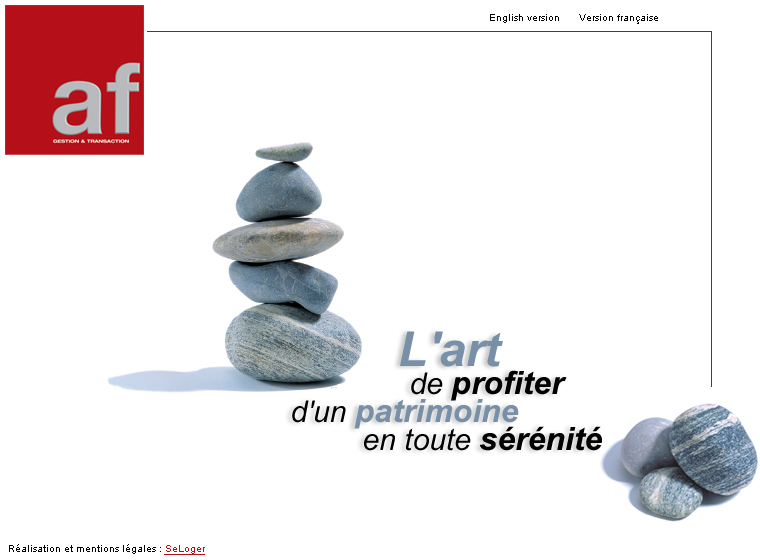 English version Version française
af
GESTION & TRANSACTION
L'art
de profiter
d'un patrimoine
en toute sérénité
Réalisation et mentions légales : SeLoger